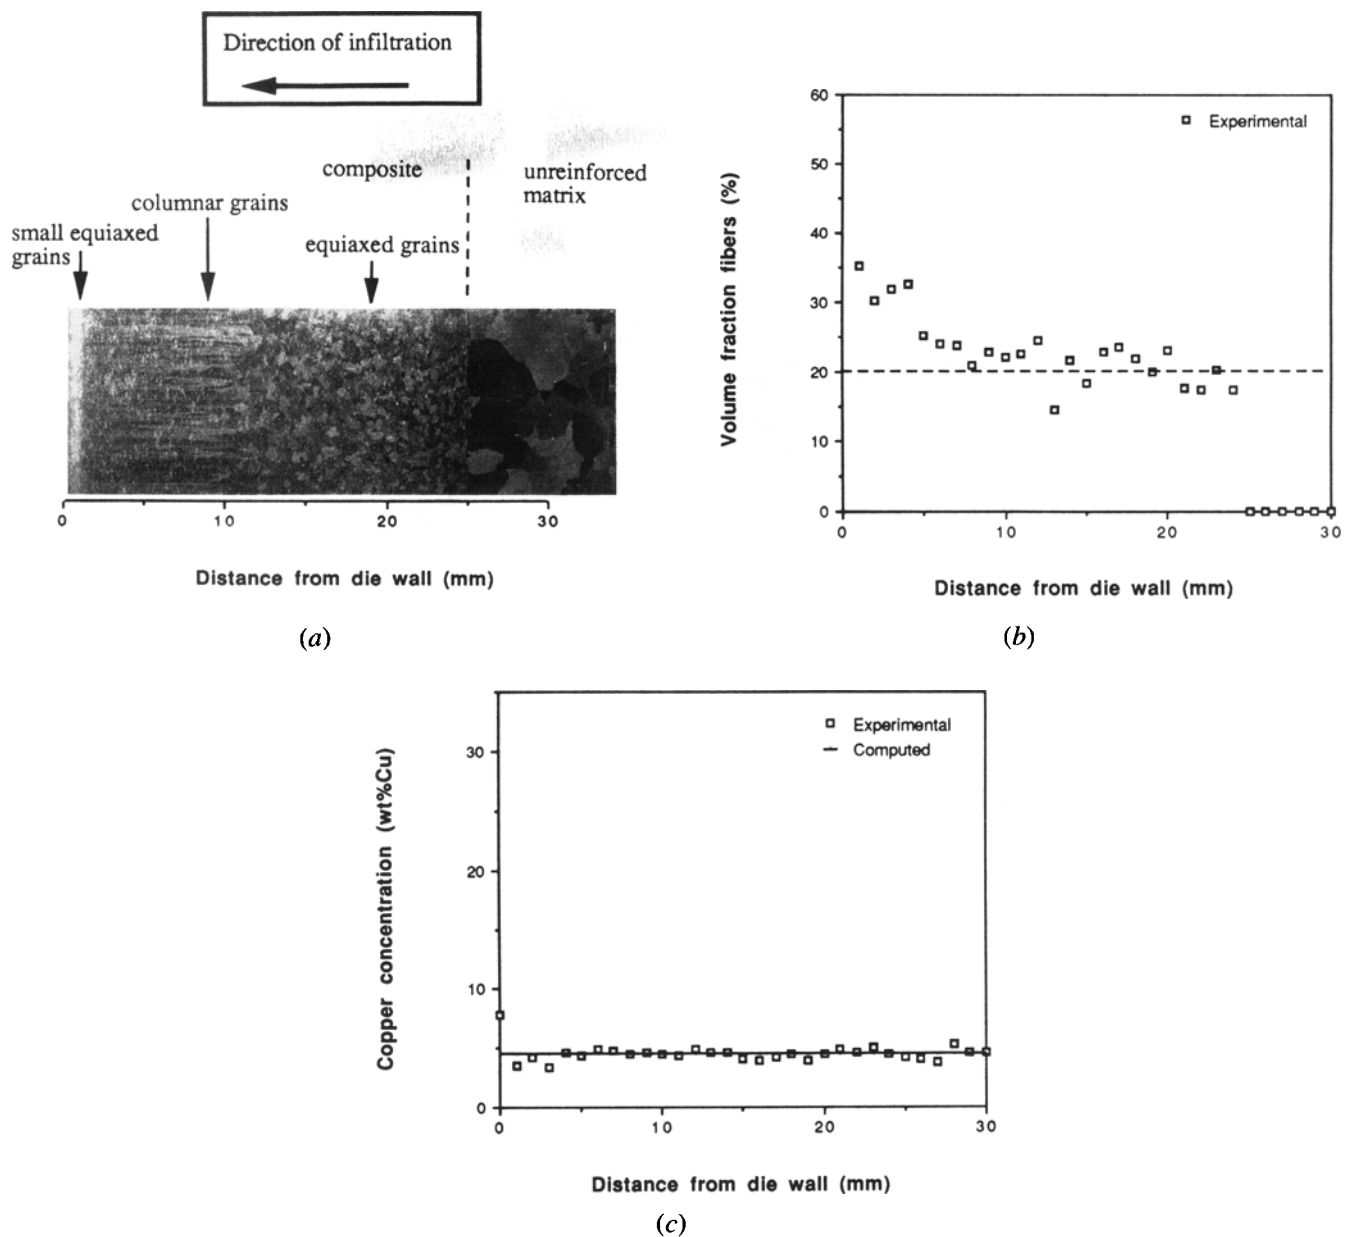 Direction of infiltration
composite
unreinforced
matrix
columnar grains
small equiaxed
grains
equiaxed grains
0 10 20 30
Distance from die wall (mm)
(a)
60
50
40
30
20
10
0
Volume fraction fibers (%)
Experimental
0 10 20 30
Distance from die wall (mm)
(b)
30
20
10
0
Copper concentration (wt%Cu)
Experimental
Computed
0 10 20 30
Distance from die wall (mm)
(c)